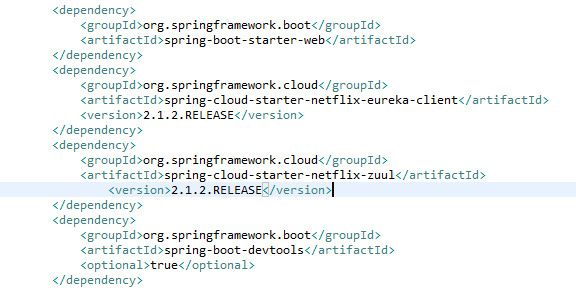 <dependency>
<groupId>org.springframework.boot</groupId>
<artifactId>spring-boot-starter-web</artifactId>
</dependency>
<dependency>
<groupId>org.springframework.cloud</groupId>
<artifactId>spring-cloud-starter-netflix-eureka-client</artifactId>
<version>2.1.2.RELEASE</version>
</dependency>
<dependency>
<groupId>org.springframework.cloud</groupId>
<artifactId>spring-cloud-starter-netflix-zuul</artifactId>
<version>2.1.2.RELEASE</version>
</dependency>
<dependency>
<groupId>org.springframework.boot</groupId>
<artifactId>spring-boot-devtools</artifactId>
<optional>true</optional>
</dependency>